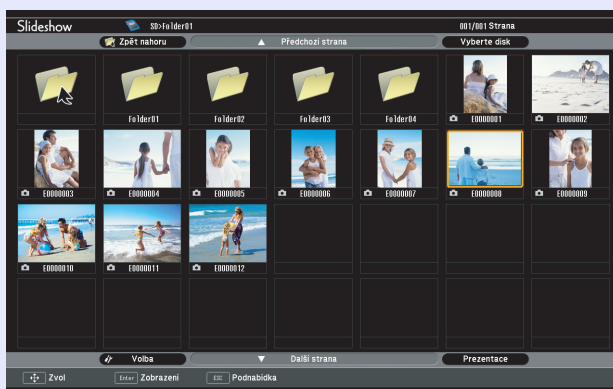 Slideshow SD>Folder01 001/001 Strana
Zpět nahoru Předchozí strana Vyberte disk
Folder01 Folder02 Folder03 Folder04 E0000001 E0000002
E0000003 E0000004 E0000005 E0000006 E0000007 E0000008 E0000009
E0000010 E0000011 E0000012
Volba Další strana Prezentace
Zvol Enter Zobrazení ESC Podnabídka